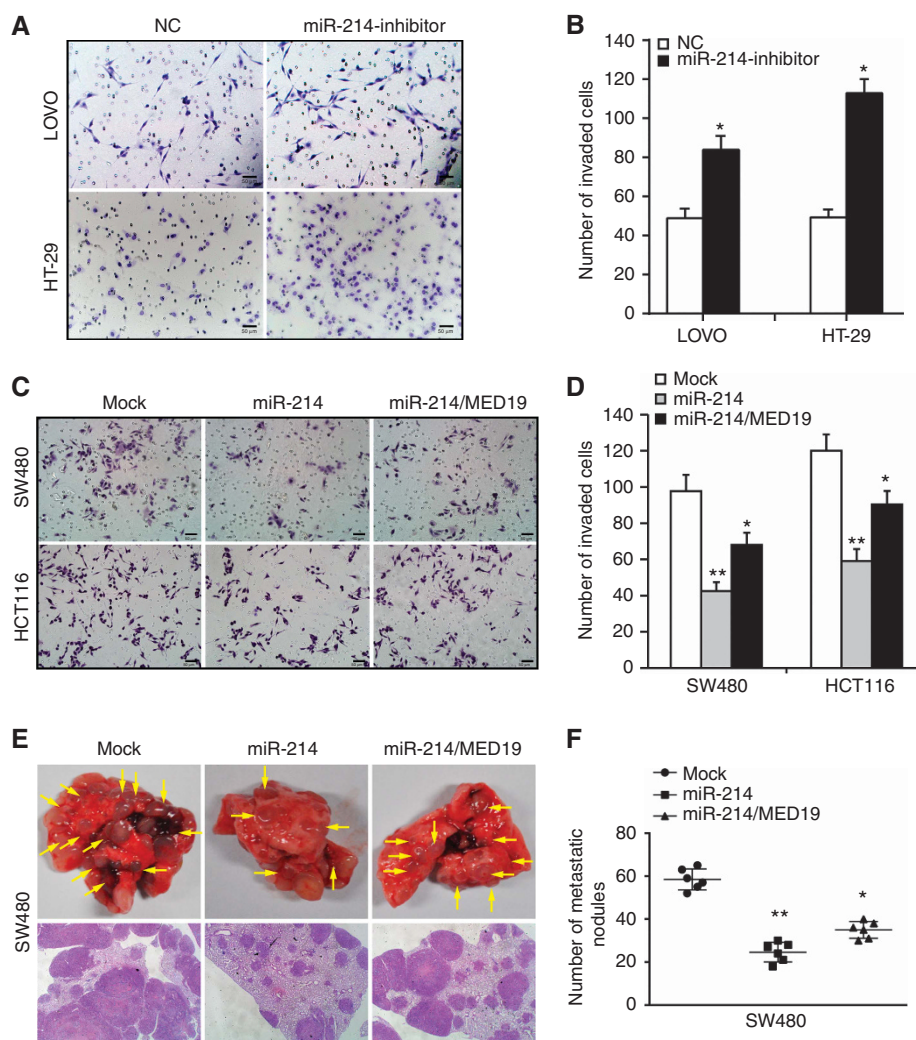 A
NC
miR-214-inhibitor
LOVO
HT-29
50 µm
50 µm
B
NC
miR-214-inhibitor
Number of invaded cells
140
120
100
80
60
40
20
0
*
*
LOVO
HT-29
C
Mock
miR-214
miR-214/MED19
SW480
HCT116
D
Mock
miR-214
miR-214/MED19
Number of invaded cells
140
120
100
80
60
40
20
0
**
*
**
*
SW480
HCT116
E
Mock
miR-214
miR-214/MED19
SW480
F
Mock
miR-214
miR-214/MED19
Number of metastatic
nodules
80
60
40
20
0
**
*
SW480